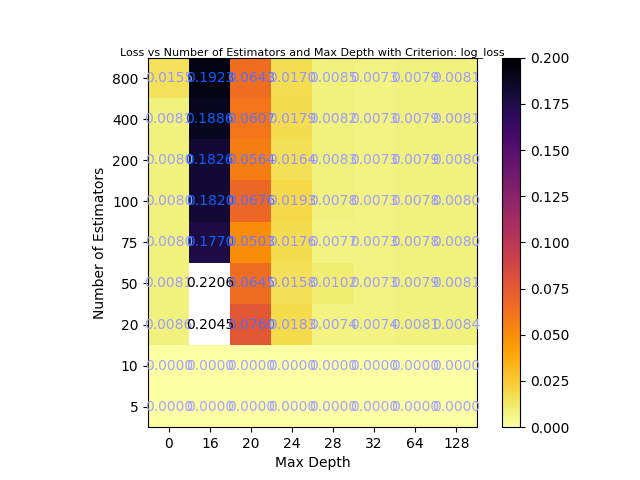 Loss vs Number of Estimators and Max Depth with Criterion: log_loss
800 0.0155 0.1923 0.0643 0.0170 0.0085 0.0073 0.0079 0.0081
400 0.0081 0.1886 0.0607 0.0179 0.0082 0.0073 0.0079 0.0081
200 0.0080 0.1826 0.0564 0.0164 0.0083 0.0073 0.0079 0.0080
100 0.0080 0.1820 0.0676 0.0193 0.0078 0.0073 0.0078 0.0080
75 0.0080 0.1770 0.0503 0.0176 0.0077 0.0073 0.0078 0.0080
50 0.0081 0.2206 0.0645 0.0158 0.0102 0.0073 0.0079 0.0081
20 0.0086 0.2045 0.0760 0.0183 0.0074 0.0074 0.0081 0.0084
10 0.0000 0.0000 0.0000 0.0000 0.0000 0.0000 0.0000 0.0000
5 0.0000 0.0000 0.0000 0.0000 0.0000 0.0000 0.0000 0.0000
0 16 20 24 28 32 64 128
Max Depth
Number of Estimators
0.200
0.175
0.150
0.125
0.100
0.075
0.050
0.025
0.000